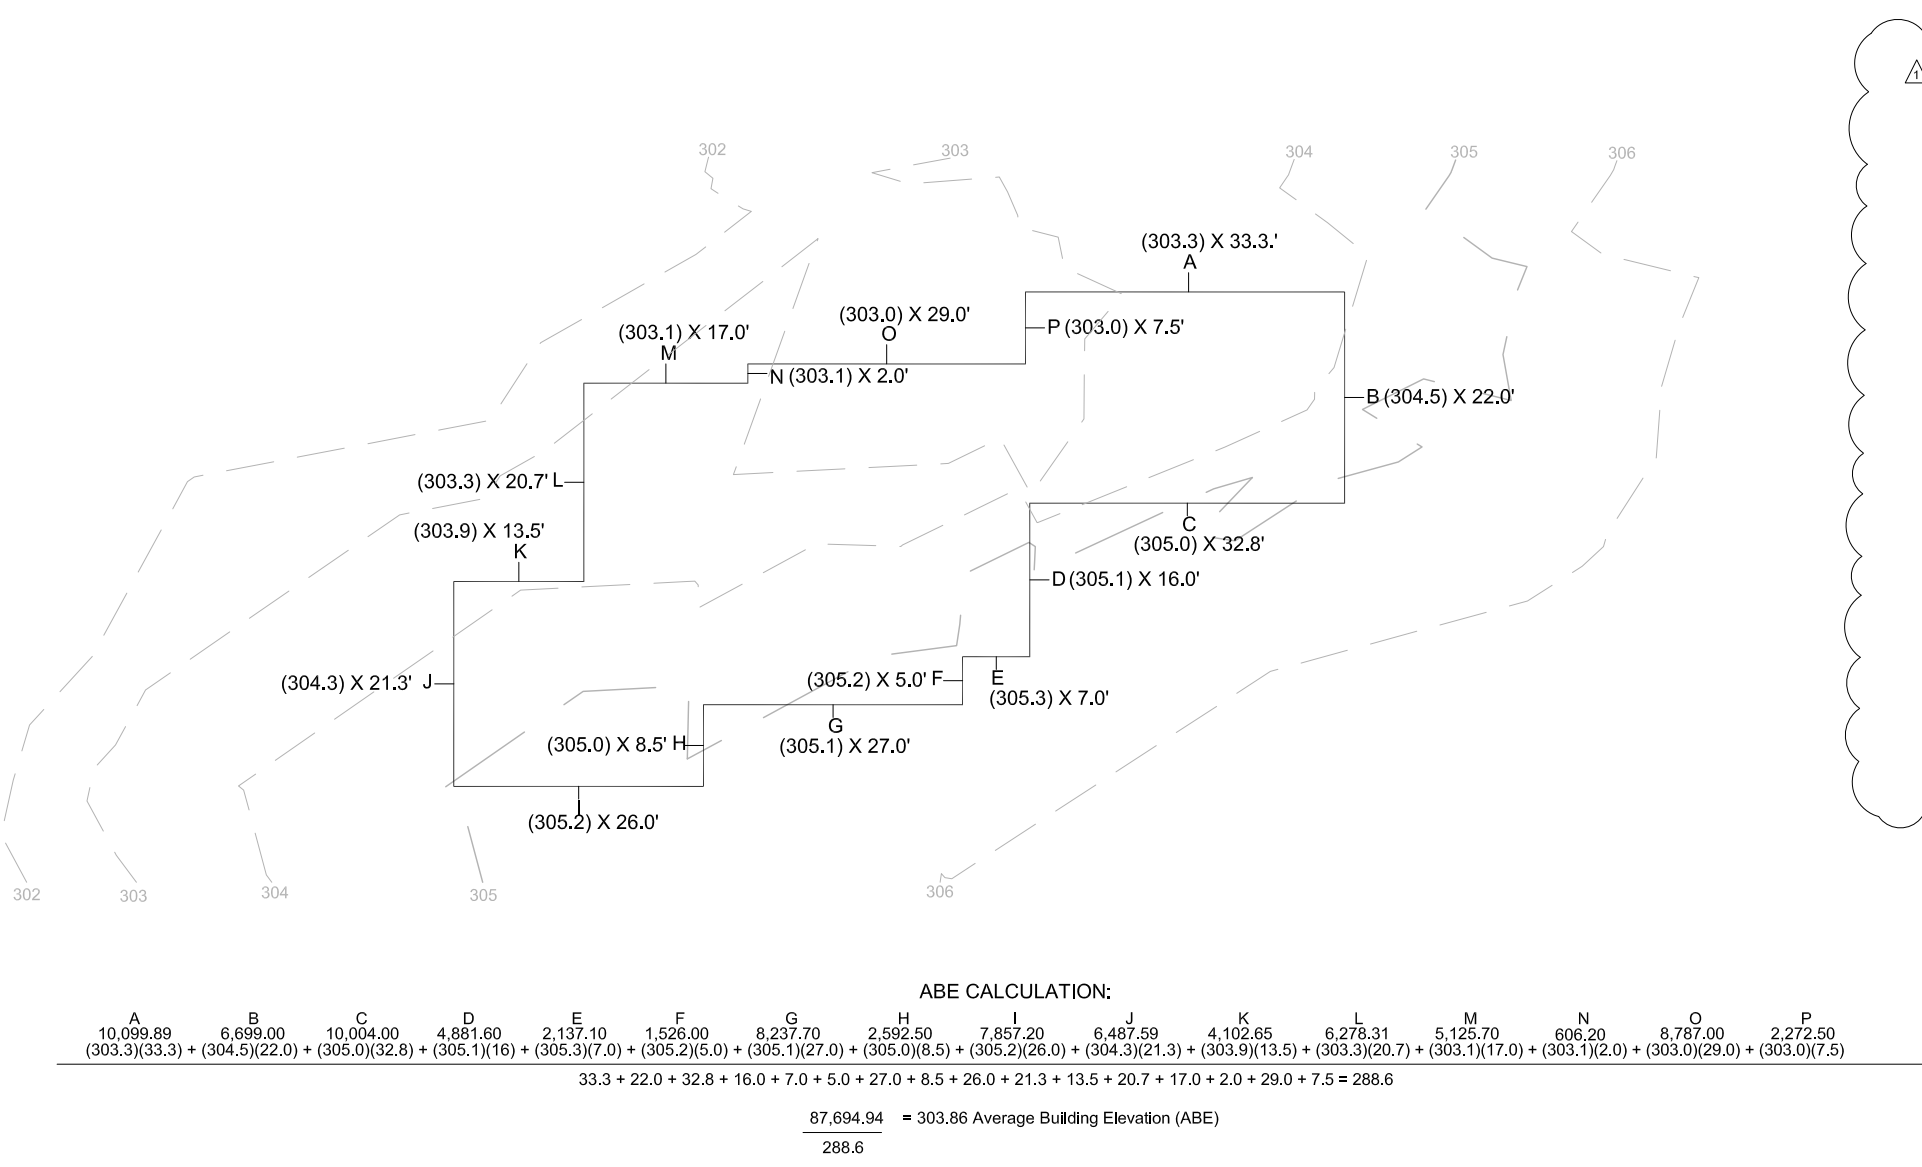 1
302 303 304 305 306
(303.3) X 33.3.'
A
(303.0) X 29.0'
O
P (303.0) X 7.5'
(303.1) X 17.0'
M
N (303.1) X 2.0'
B (304.5) X 22.0'
(303.3) X 20.7' L
(303.9) X 13.5'
K
C
(305.0) X 32.8'
D (305.1) X 16.0'
(304.3) X 21.3' J
(305.2) X 5.0' F
E
(305.3) X 7.0'
G
(305.1) X 27.0'
(305.0) X 8.5' H
I
(305.2) X 26.0'
302 303 304 305 306
ABE CALCULATION:
A B C D E F G H I J K L M N O P
10,099.89 6,699.00 10,004.00 4,881.60 2,137.10 1,526.00 8,237.70 2,592.50 7,857.20 6,487.59 4,102.65 6,278.31 5,125.70 606.20 8,787.00 2,272.50
(303.3)(33.3) + (304.5)(22.0) + (305.0)(32.8) + (305.1)(16) + (305.3)(7.0) + (305.2)(5.0) + (305.1)(27.0) + (305.0)(8.5) + (305.2)(26.0) + (304.3)(21.3) + (303.9)(13.5) + (303.3)(20.7) + (303.1)(17.0) + (303.1)(2.0) + (303.0)(29.0) + (303.0)(7.5)
33.3 + 22.0 + 32.8 + 16.0 + 7.0 + 5.0 + 27.0 + 8.5 + 26.0 + 21.3 + 13.5 + 20.7 + 17.0 + 2.0 + 29.0 + 7.5 = 288.6
87,694.94 = 303.86 Average Building Elevation (ABE)
288.6